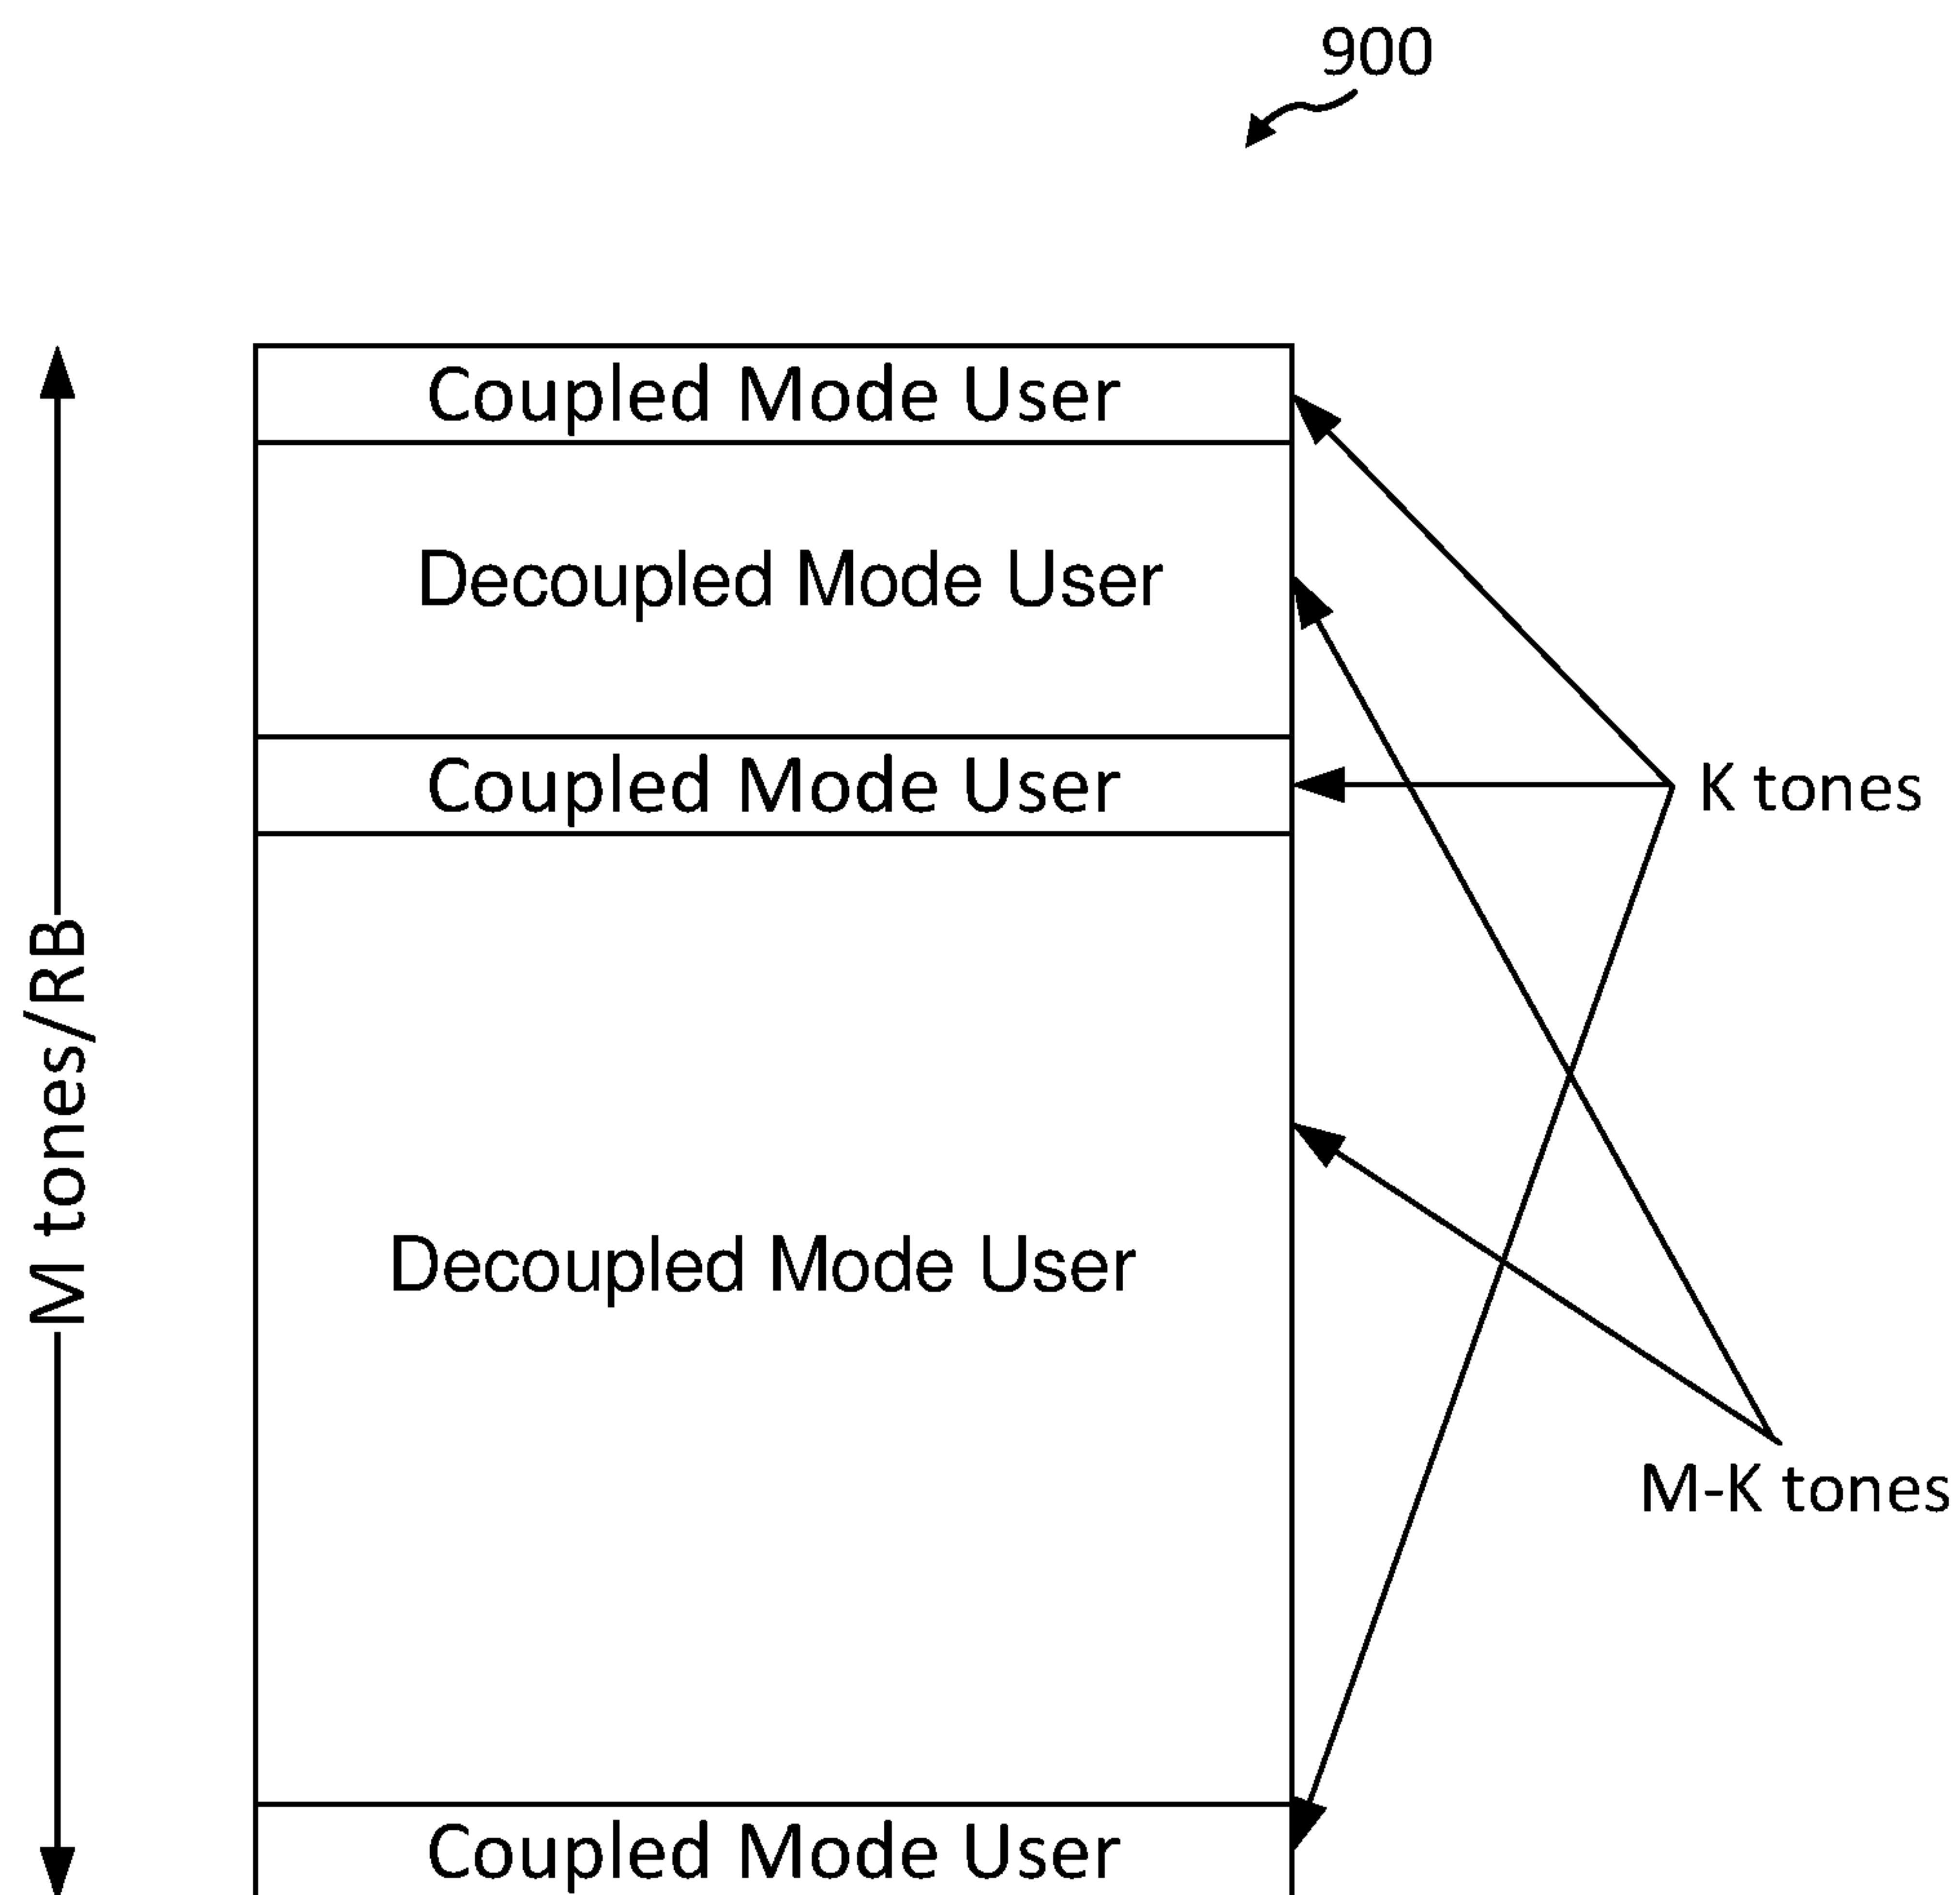 900
Coupled Mode User
Decoupled Mode User
Coupled Mode User
K tones
M tones/RB
Decoupled Mode User
M-K tones
Coupled Mode User